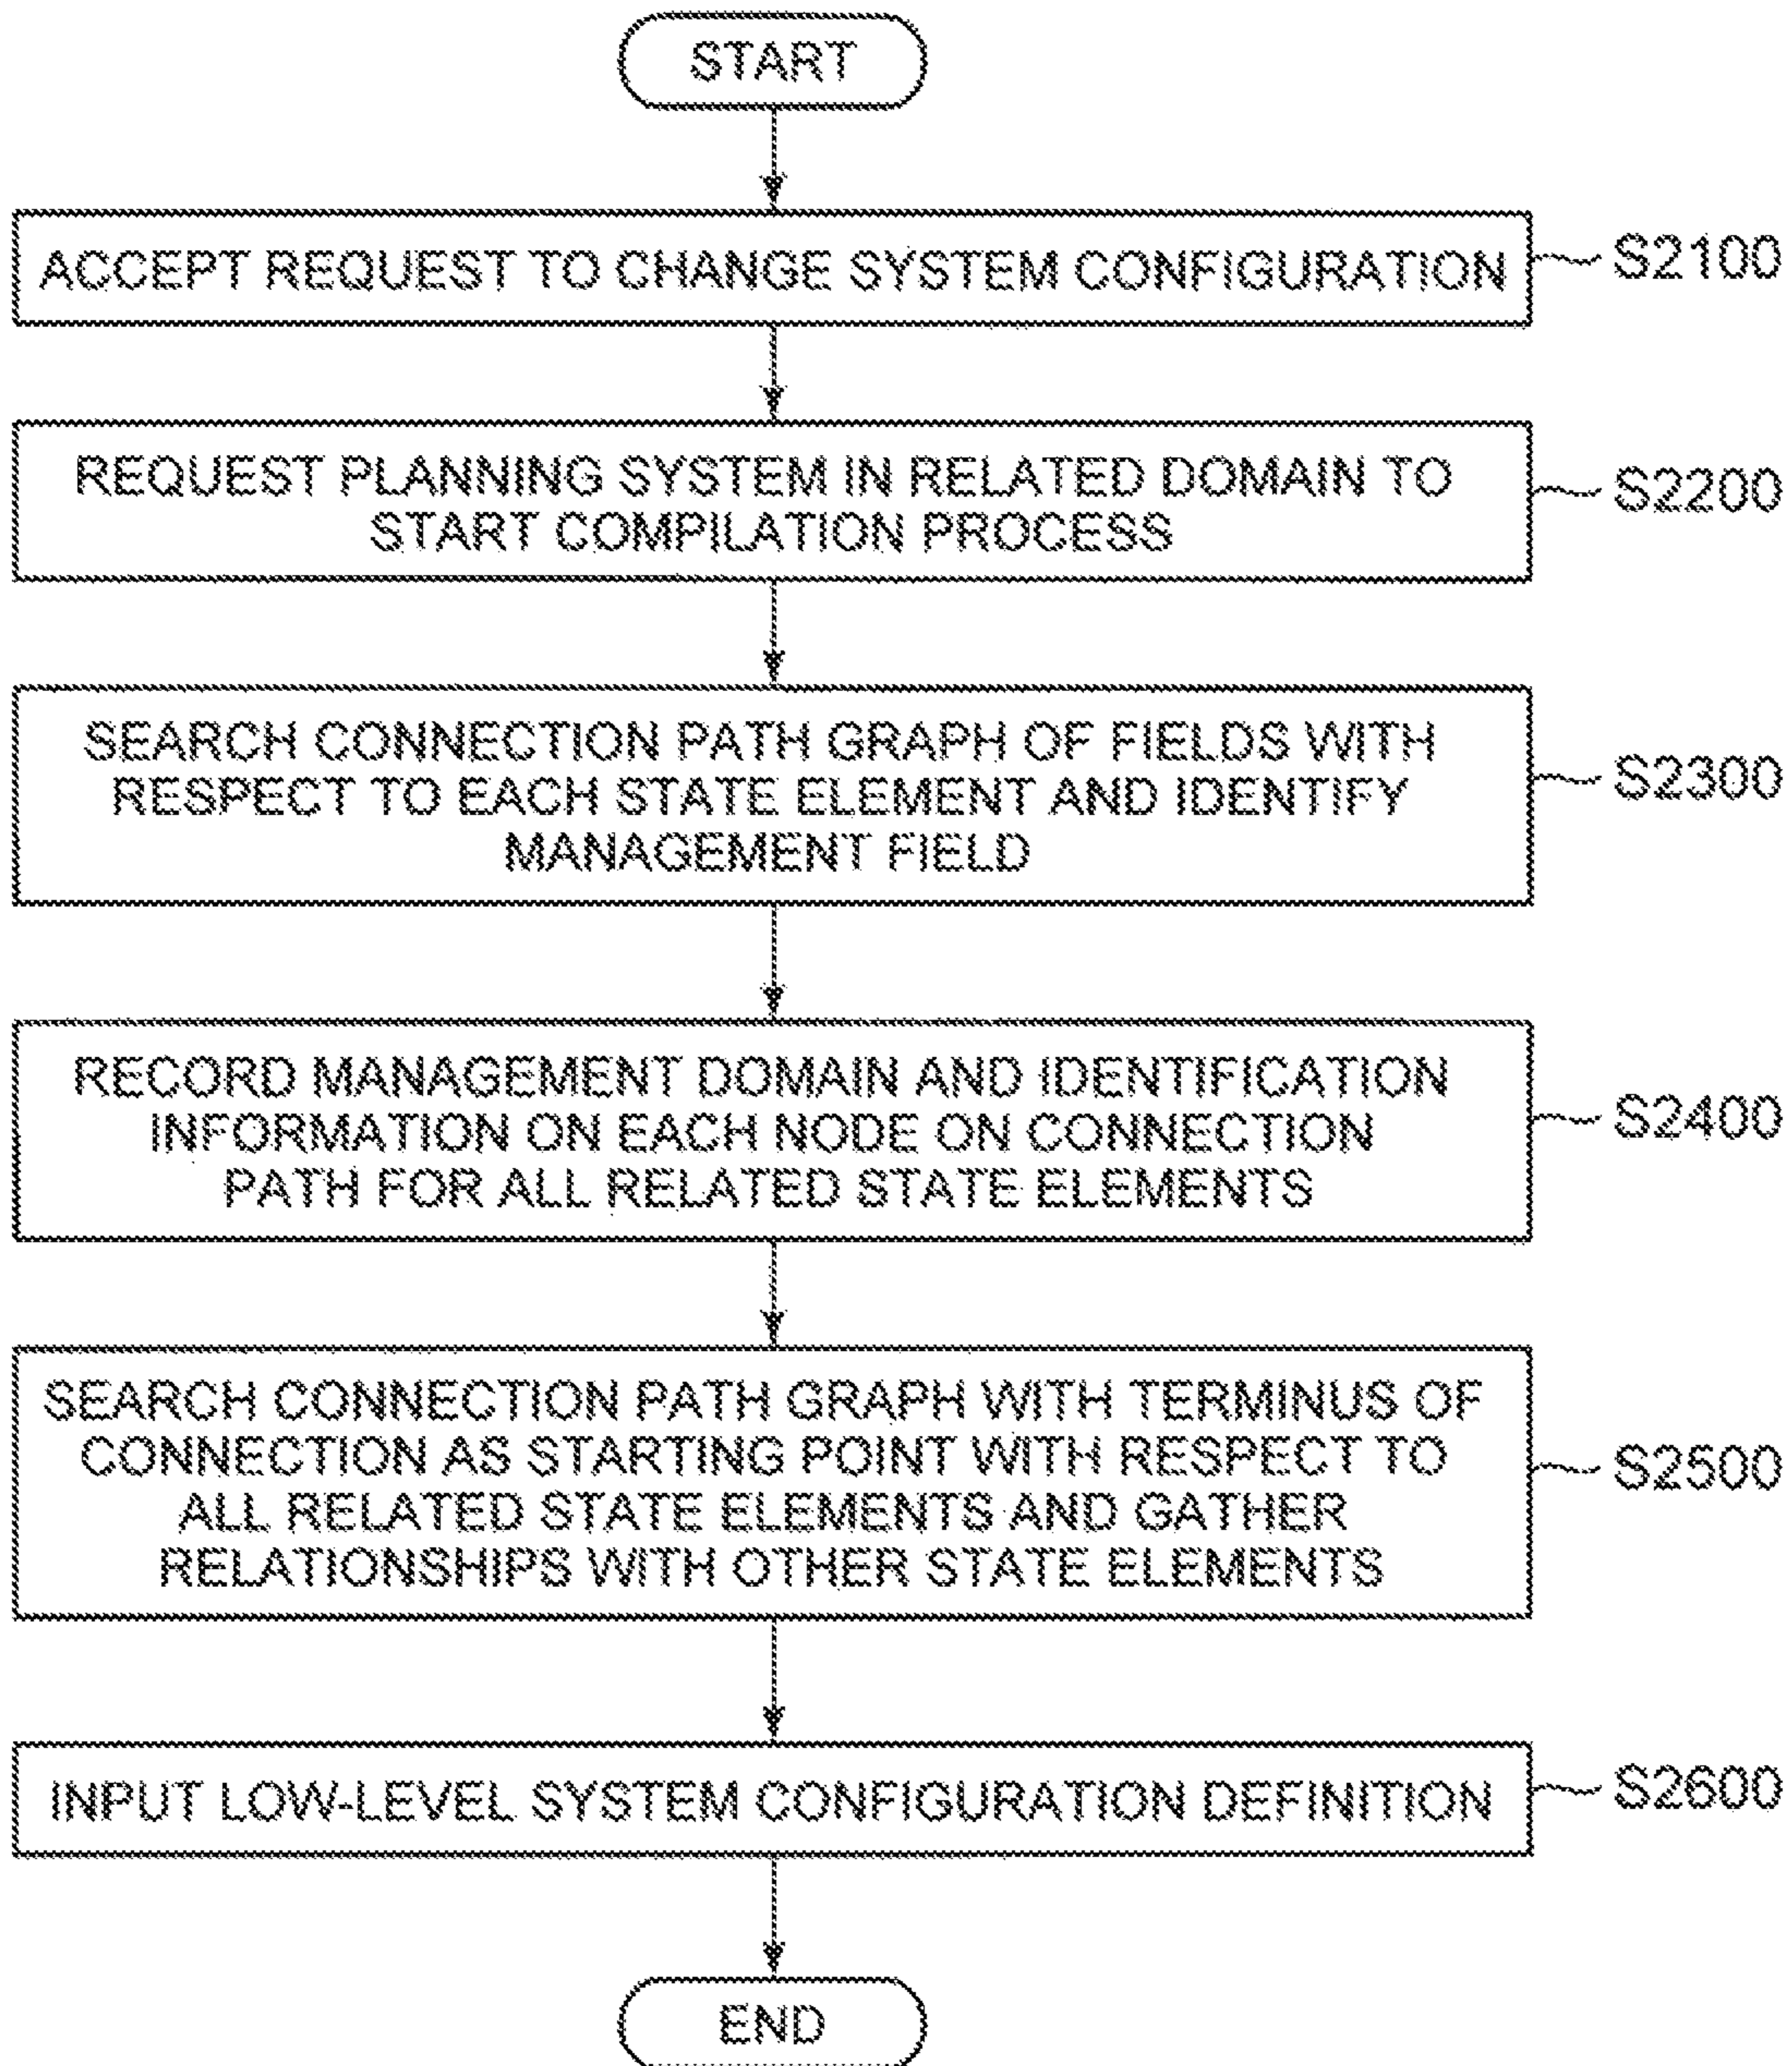 START
ACCEPT REQUEST TO CHANGE SYSTEM CONFIGURATION
S2100
REQUEST PLANNING SYSTEM IN RELATED DOMAIN TO
START COMPILATION PROCESS
S2200
SEARCH CONNECTION PATH GRAPH OF FIELDS WITH
RESPECT TO EACH STATE ELEMENT AND IDENTIFY
MANAGEMENT FIELD
S2300
RECORD MANAGEMENT DOMAIN AND IDENTIFICATION
INFORMATION ON EACH NODE ON CONNECTION
PATH FOR ALL RELATED STATE ELEMENTS
S2400
SEARCH CONNECTION PATH GRAPH WITH TERMINUS OF
CONNECTION AS STARTING POINT WITH RESPECT TO
ALL RELATED STATE ELEMENTS AND GATHER
RELATIONSHIPS WITH OTHER STATE ELEMENTS
S2500
INPUT LOW-LEVEL SYSTEM CONFIGURATION DEFINITION
S2600
END